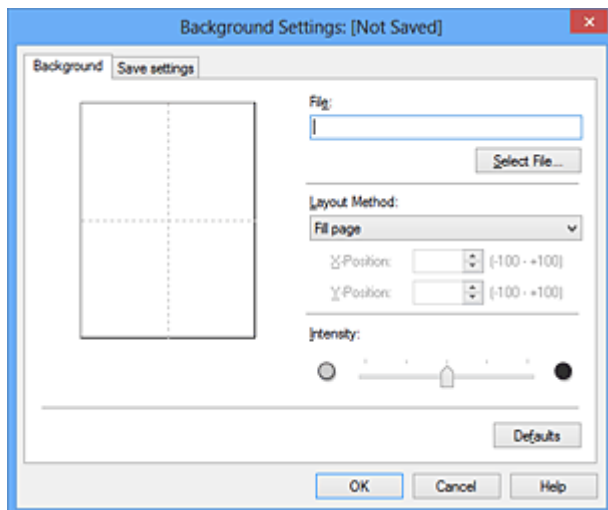 Background Settings: [Not Saved]
Background
Save settings
File:
Select File...
Layout Method:
Fill page
X-Position: (-100 - +100)
Y-Position: (-100 - +100)
Intensity:
Defaults
OK
Cancel
Help